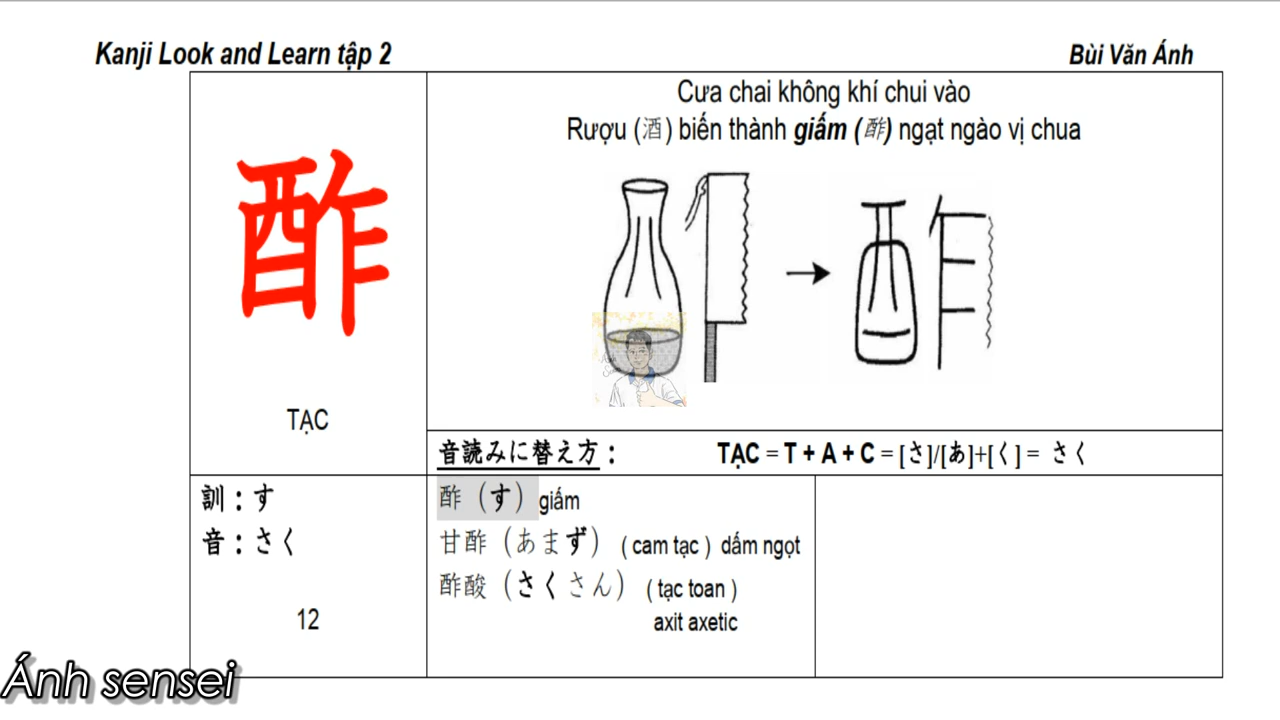 Kanji Look and Learn tập 2
Bùi Văn Ánh
酢
TẠC
Cưa chai không khí chui vào
Rượu (酒) biến thành giấm (酢) ngạt ngào vị chua
音読みに替え方：
TẠC = T + A + C = [さ]/[あ]+[く] = さく
訓：す
音：さく
12
酢（す）giấm
甘酢（あまず）( cam tạc ) dấm ngọt
酢酸（さくさん）( tạc toan )
axit axetic
Ánh sensei